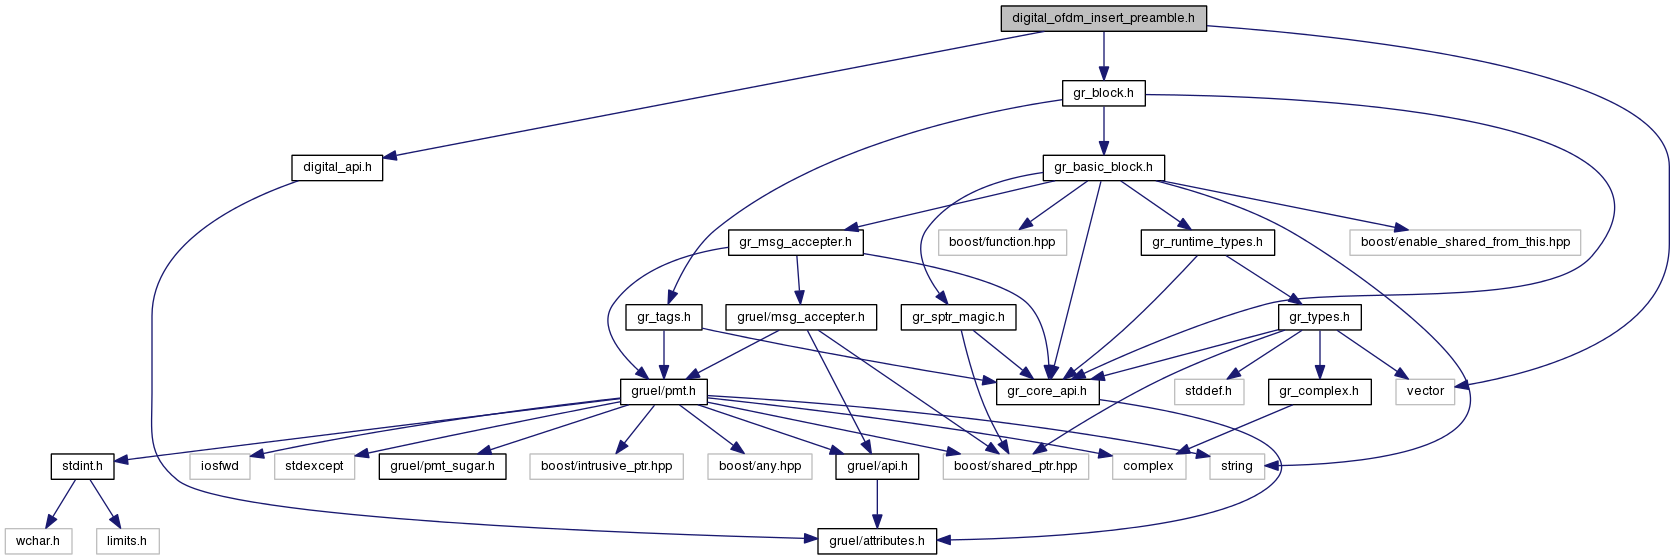 digital_ofdm_insert_preamble.h
gr_block.h
digital_api.h
gr_basic_block.h
gr_msg_accepter.h
boost/function.hpp
gr_runtime_types.h
boost/enable_shared_from_this.hpp
gr_tags.h
gruel/msg_accepter.h
gr_sptr_magic.h
gr_types.h
gruel/pmt.h
gr_core_api.h
stddef.h
gr_complex.h
vector
stdint.h
iosfwd
stdexcept
gruel/pmt_sugar.h
boost/intrusive_ptr.hpp
boost/any.hpp
gruel/api.h
boost/shared_ptr.hpp
complex
string
wchar.h
limits.h
gruel/attributes.h